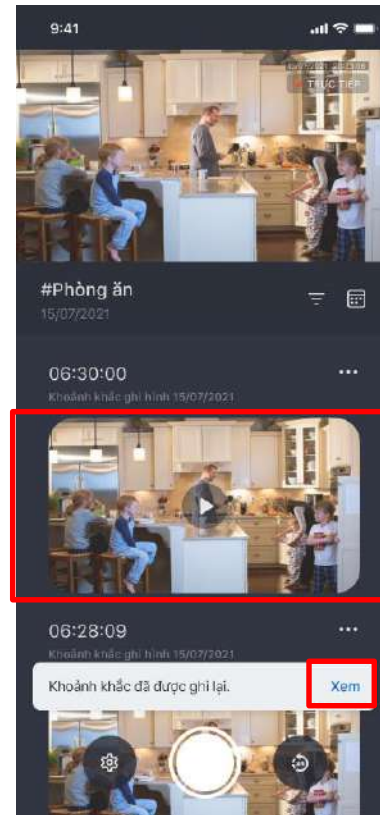 9:41
TRỰC TIẾP
#Phòng ăn
15/07/2021
06:30:00
Khoảnh khắc ghi hình 15/07/2021
06:28:09
Khoảnh khắc ghi hình 15/07/2021
Khoảnh khắc đã được ghi lại.
Xem